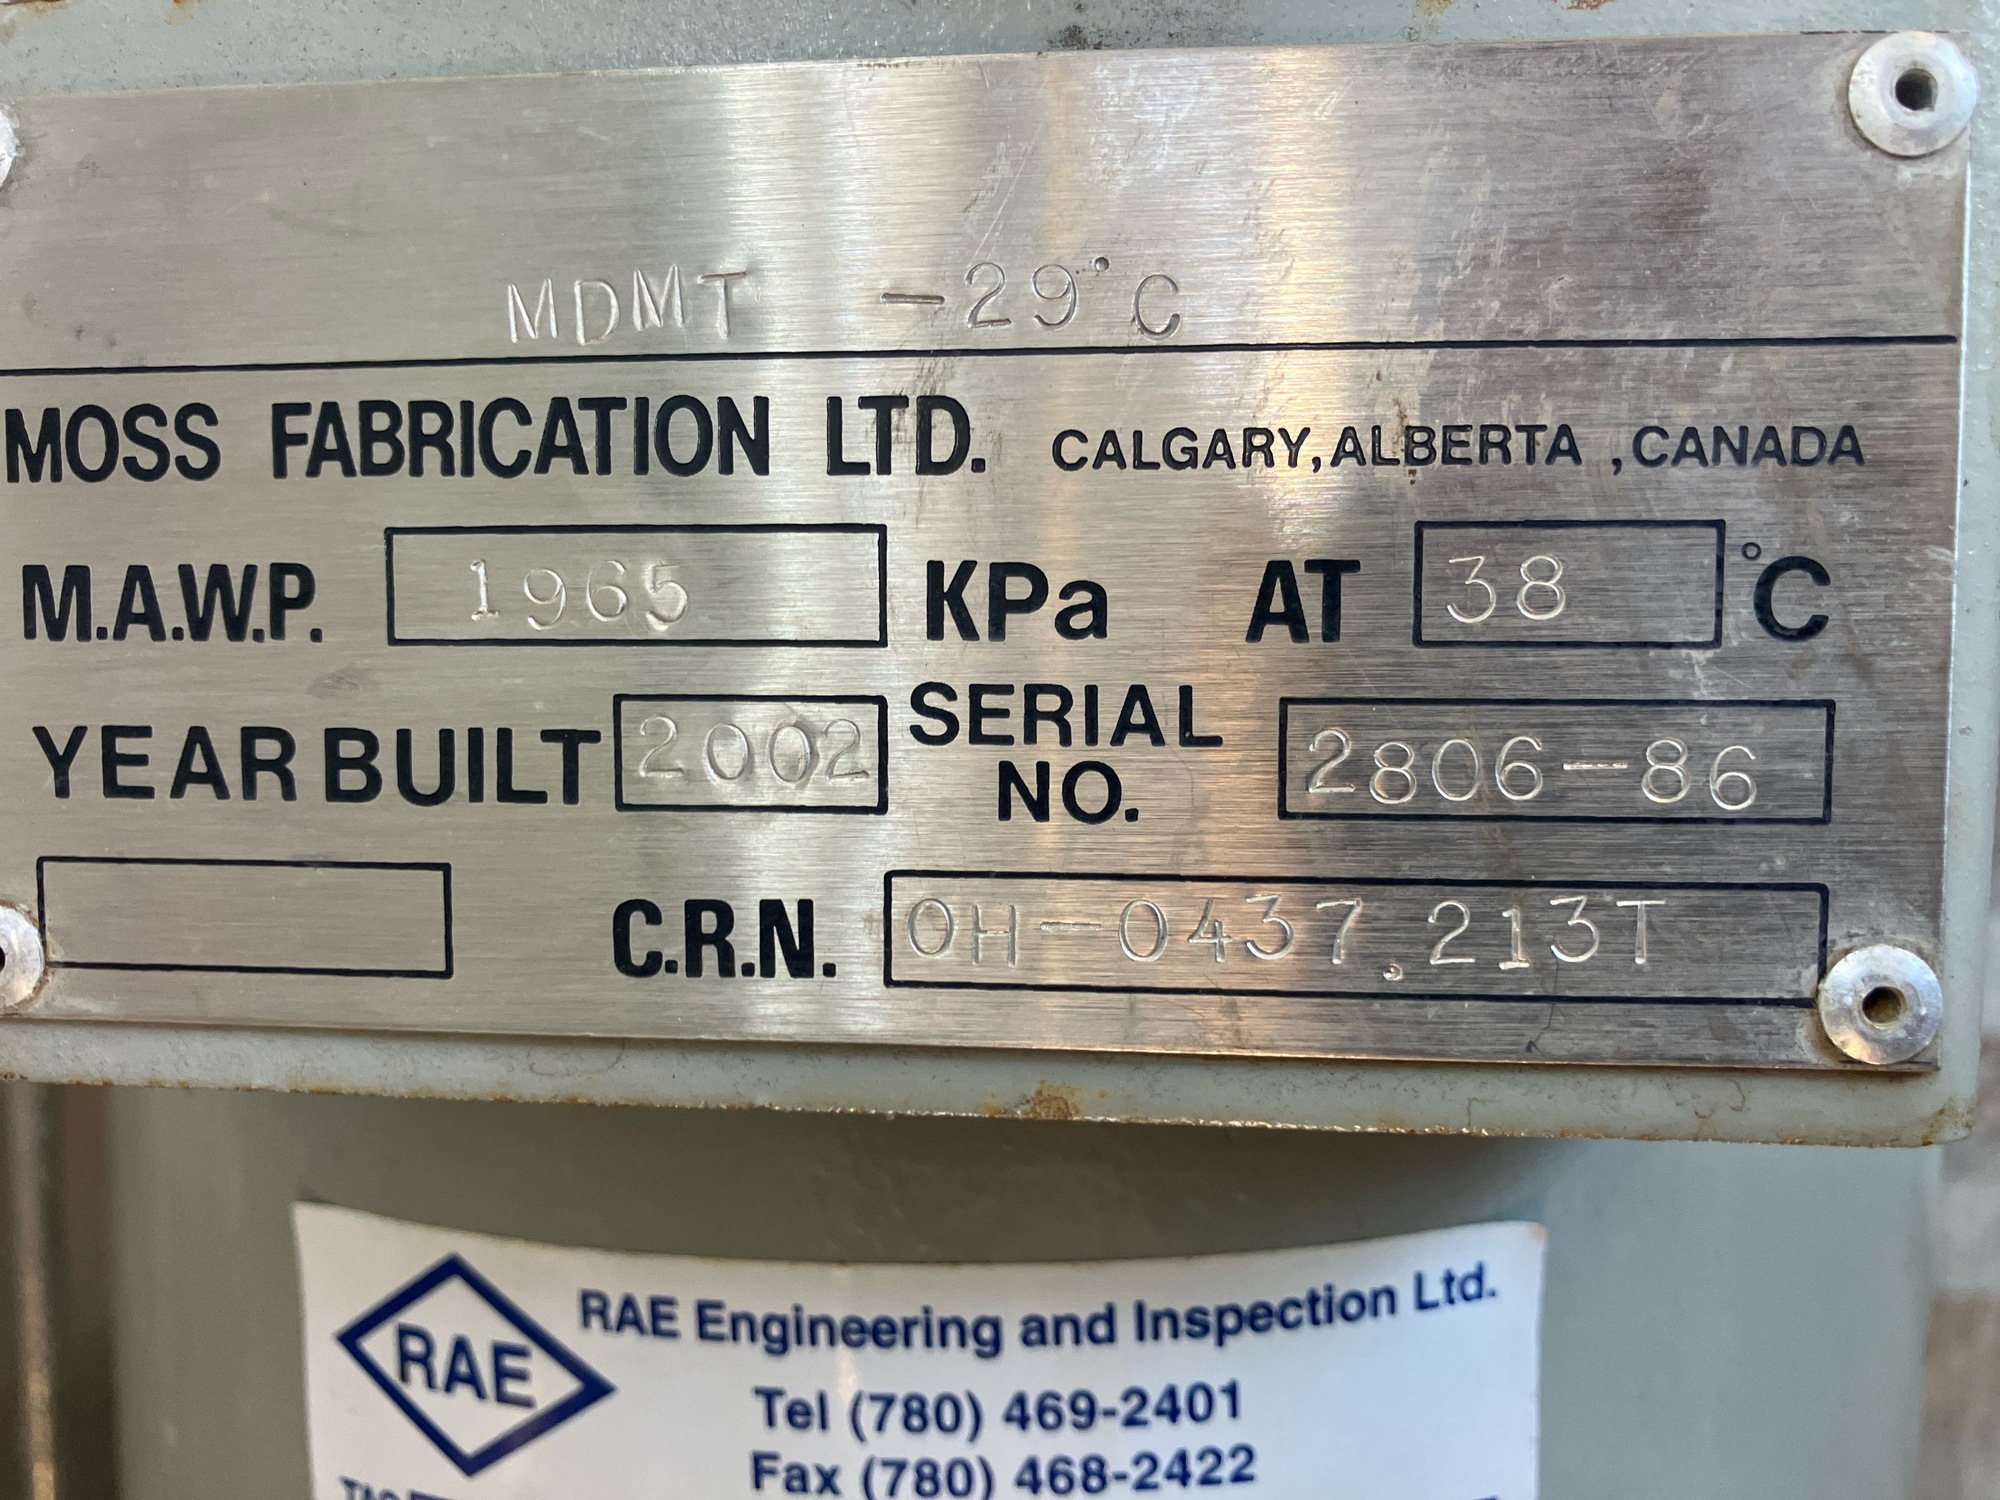 MDMT -29°C
MOSS FABRICATION LTD. CALGARY, ALBERTA, CANADA
M.A.W.P. 1965 KPa AT 38 °C
YEAR BUILT 2002 SERIAL NO. 2806-86
C.R.N. OH-0437.213T
RAE
RAE Engineering and Inspection Ltd.
Tel (780) 469-2401
Fax (780) 468-2422